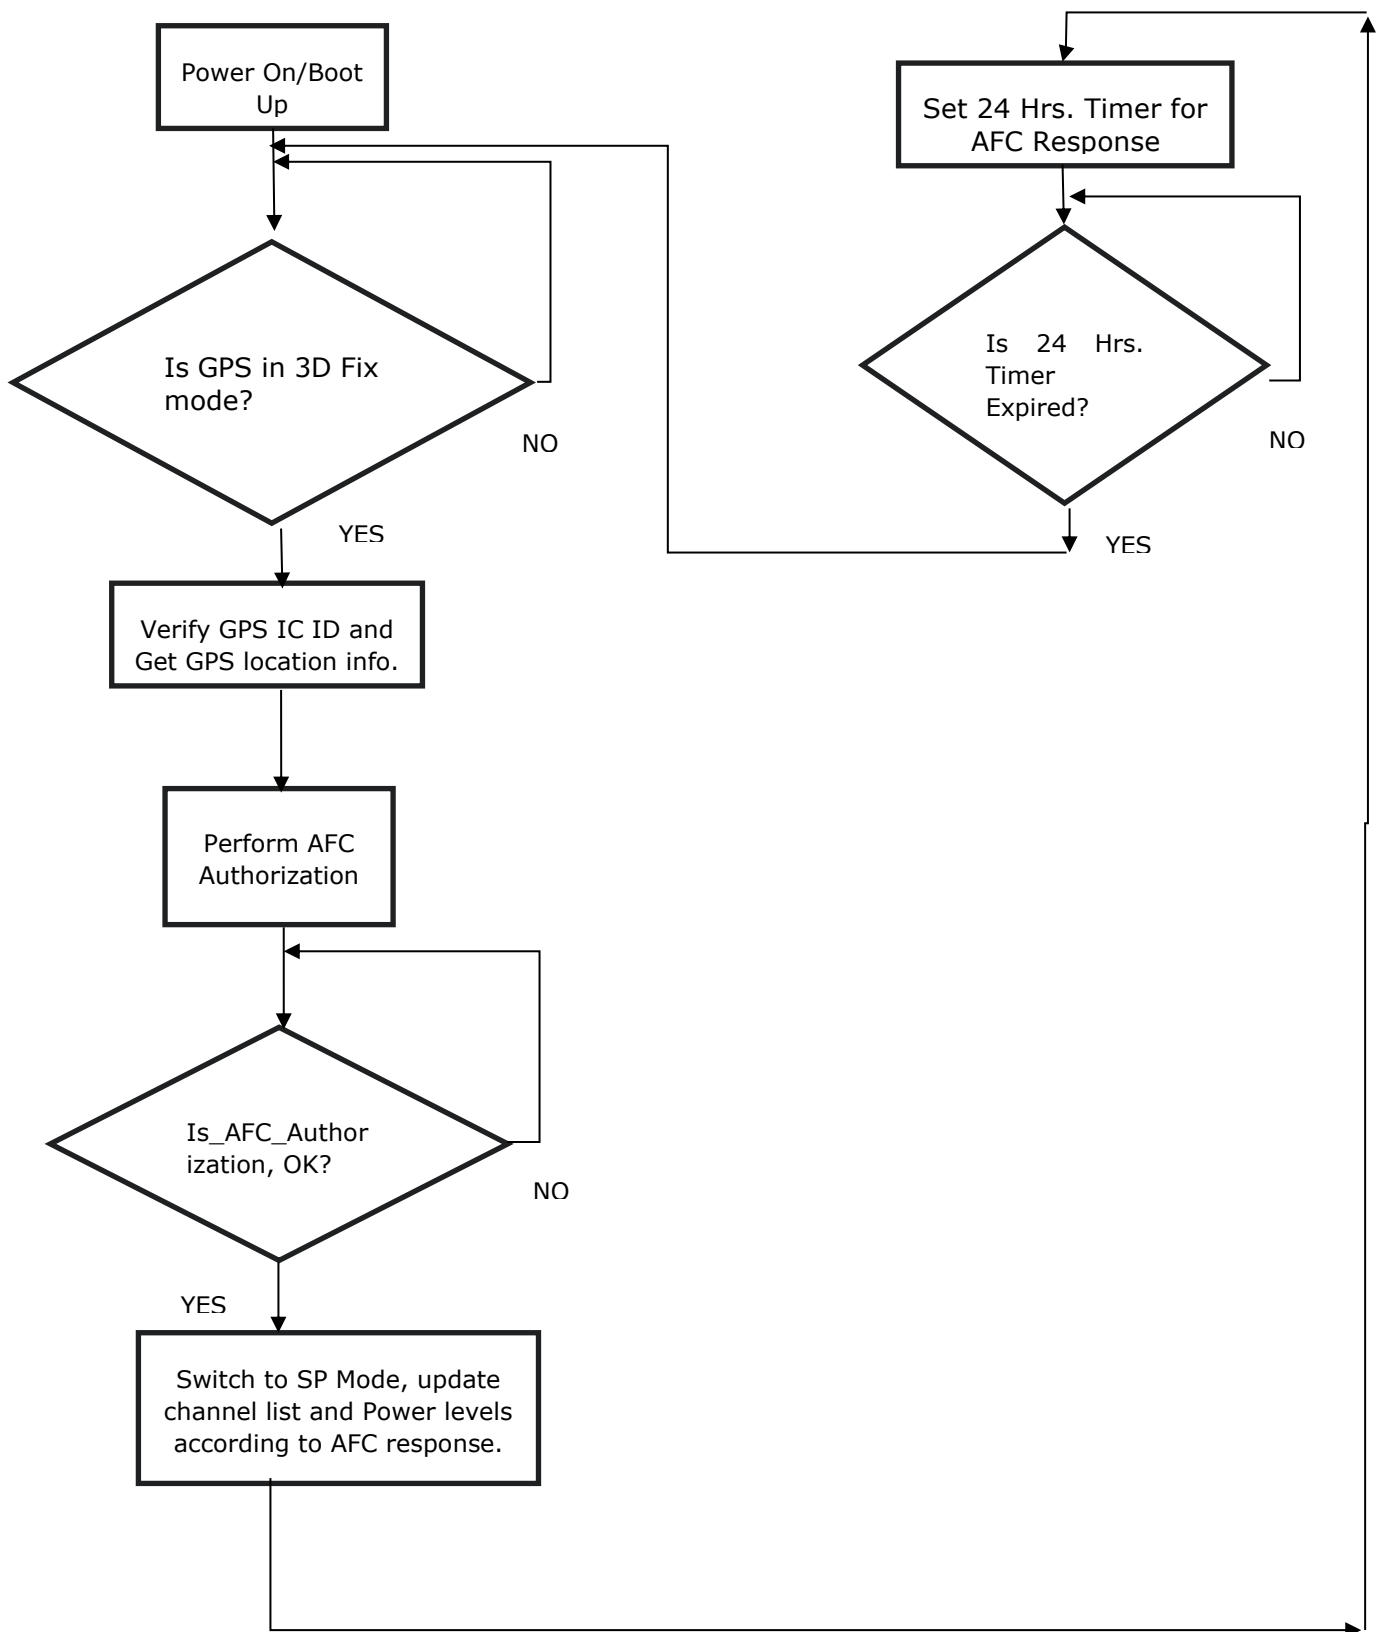 Power On/Boot
Up
Is GPS in 3D Fix
mode?
NO
YES
Verify GPS IC ID and
Get GPS location info.
Perform AFC
Authorization
Is_AFC_Author
ization, OK?
NO
YES
Switch to SP Mode, update
channel list and Power levels
according to AFC response.
Set 24 Hrs. Timer for
AFC Response
Is 24 Hrs.
Timer
Expired?
NO
YES